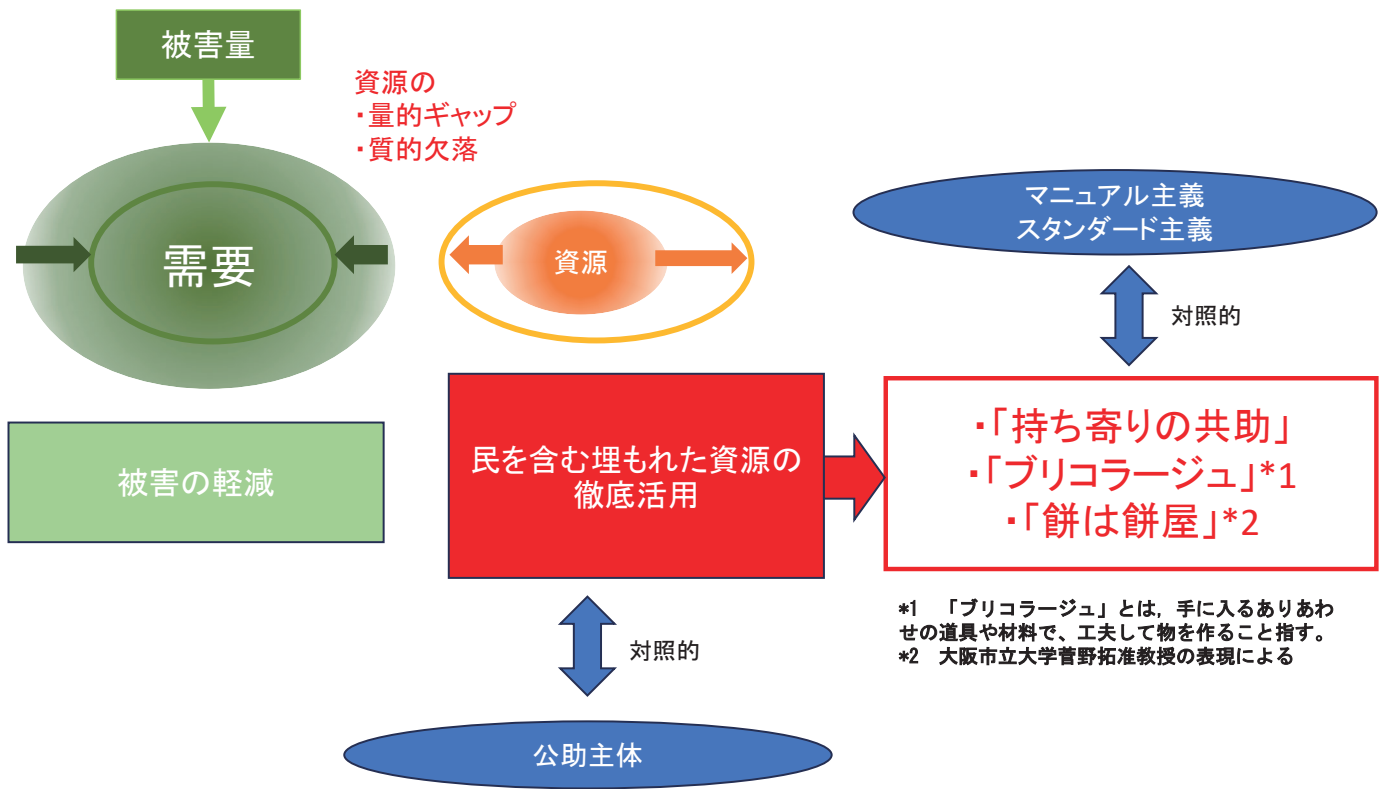 被害量
資源の
・量的ギャップ
・質的欠落
需要
資源
マニュアル主義
スタンダード主義
対照的
被害の軽減
民を含む埋もれた資源の
徹底活用
・「持ち寄りの共助」
・「ブリコラージュ」*1
・「餅は餅屋」*2
*1　「ブリコラージュ」とは，手に入るありあわ
せの道具や材料で、工夫して物を作ること指す。
*2　大阪市立大学菅野拓准教授の表現による
対照的
公助主体